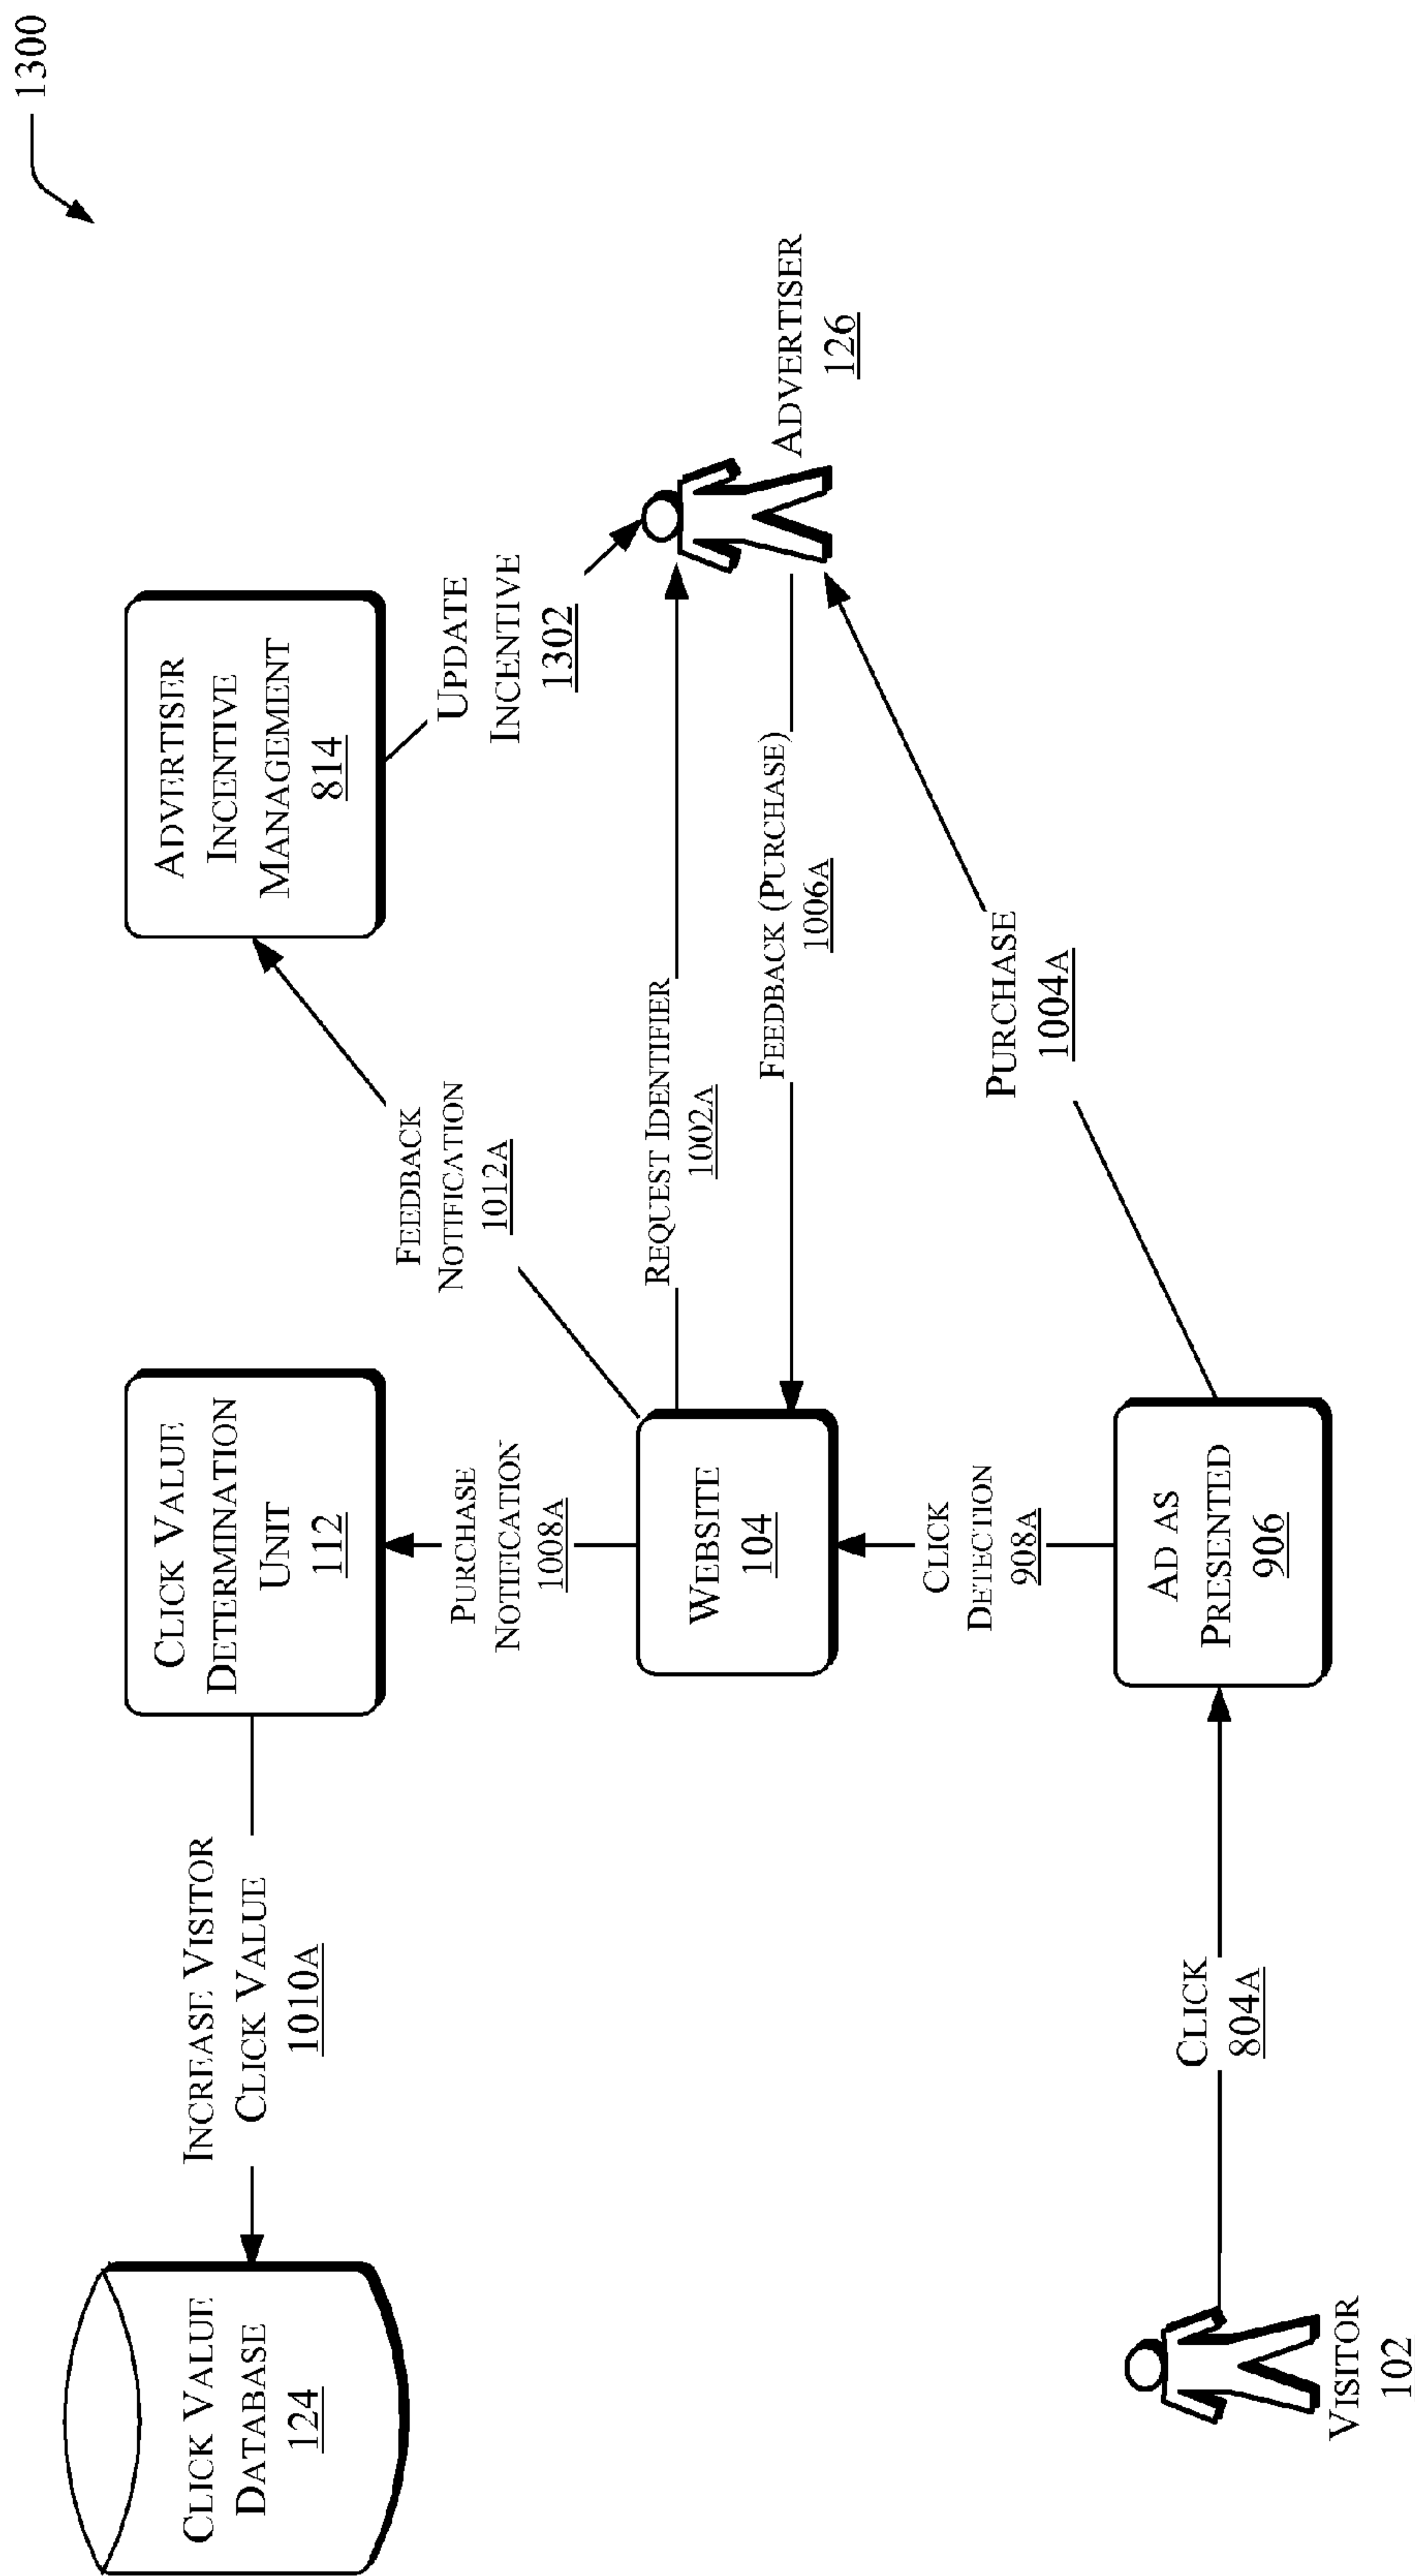 1300
CLICK VALUE
DATABASE
124
INCREASE VISITOR
CLICK VALUE
1010A
CLICK VALUE
DETERMINATION
UNIT
112
ADVERTISER
INCENTIVE
MANAGEMENT
814
FEEDBACK
NOTIFICATION
1012A
UPDATE
INCENTIVE
1302
PURCHASE
NOTIFICATION
1008A
WEBSITE
104
REQUEST IDENTIFIER
1002A
FEEDBACK (PURCHASE)
1006A
ADVERTISER
126
CLICK
DETECTION
908A
PURCHASE
1004A
VISITOR
102
CLICK
804A
AD AS
PRESENTED
906